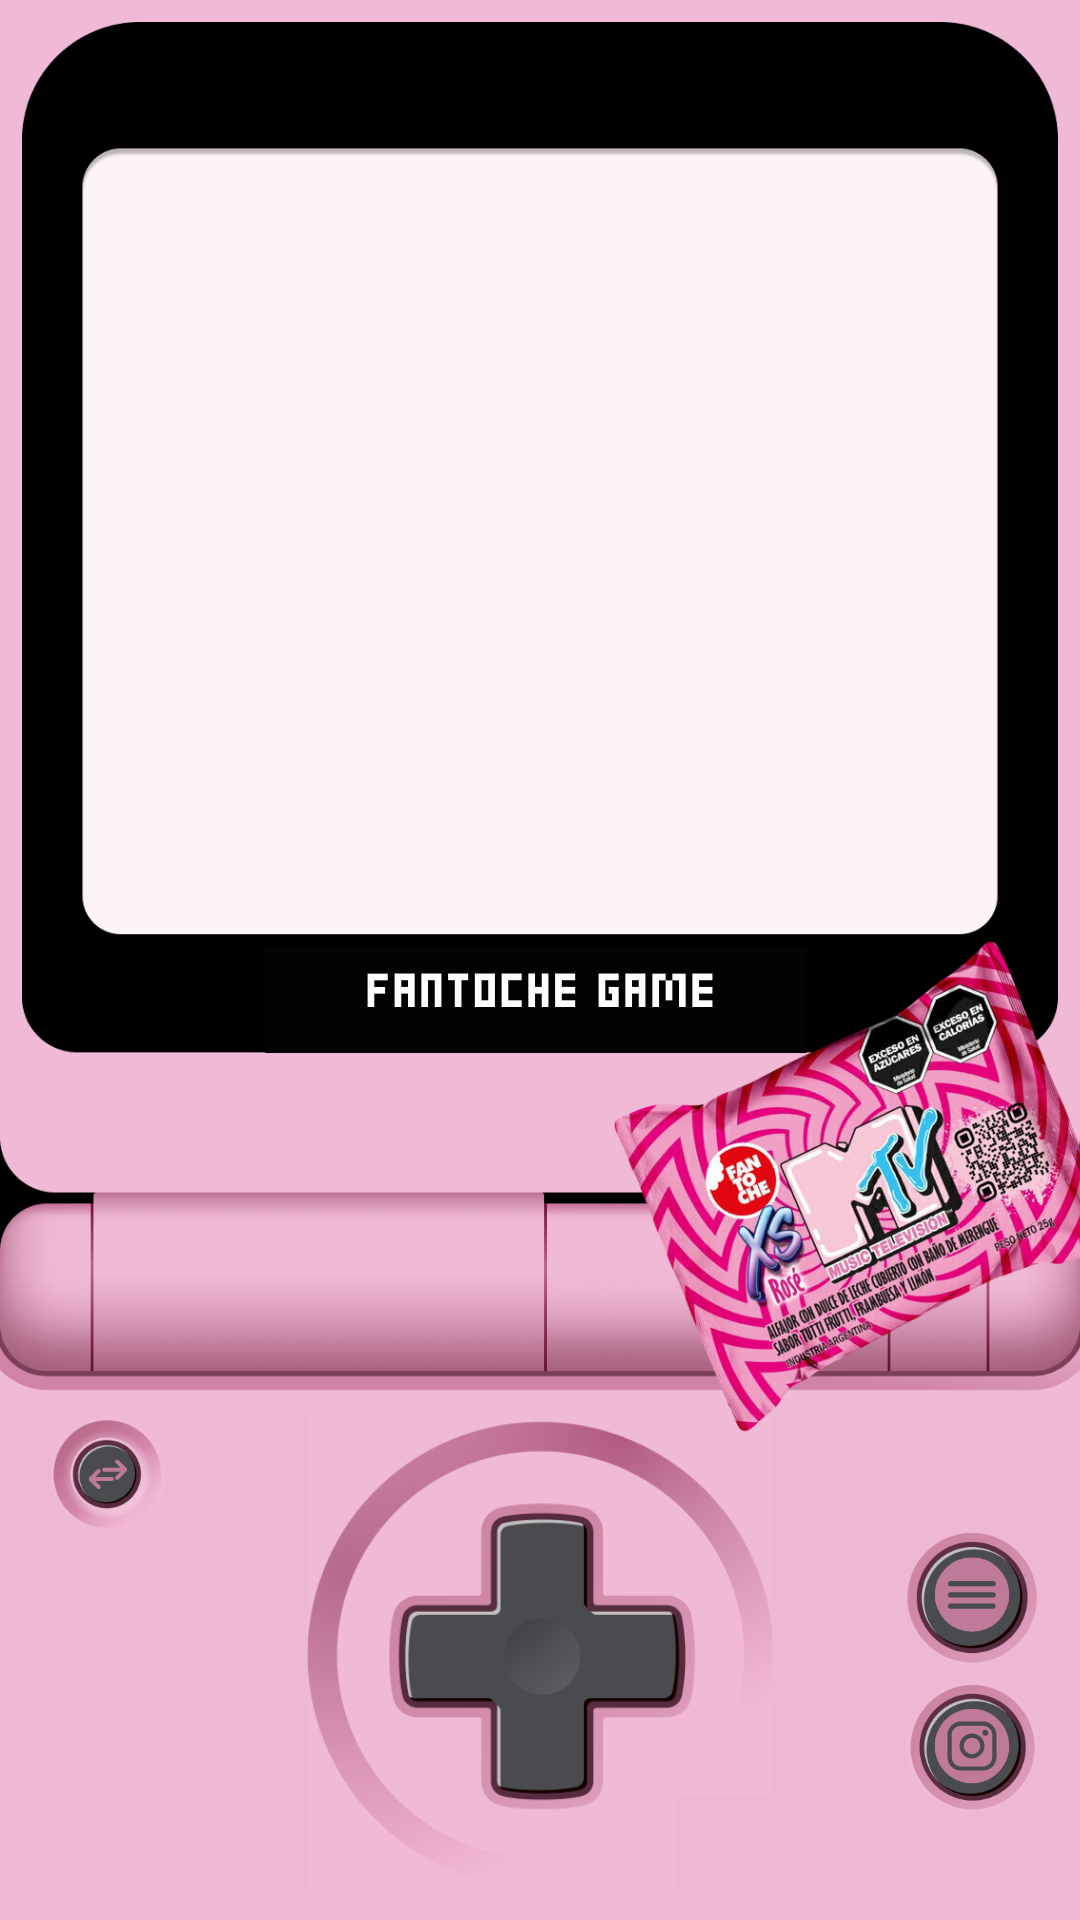 FANTOCHE GAME
EXCESO EN
AZÚCARES
Ministerio
de Salud
EXCESO EN
CALORÍAS
Ministerio
de Salud
FAN
TO
CHE
MTV
MUSIC TELEVISION™
XS
Rosé
PESO NETO 25g
ALFAJOR CON DULCE DE LECHE CUBIERTO CON BAÑO DE MERENGUE
SABOR TUTTI FRUTTI, FRAMBUESA Y LIMÓN
INDUSTRIA ARGENTINA